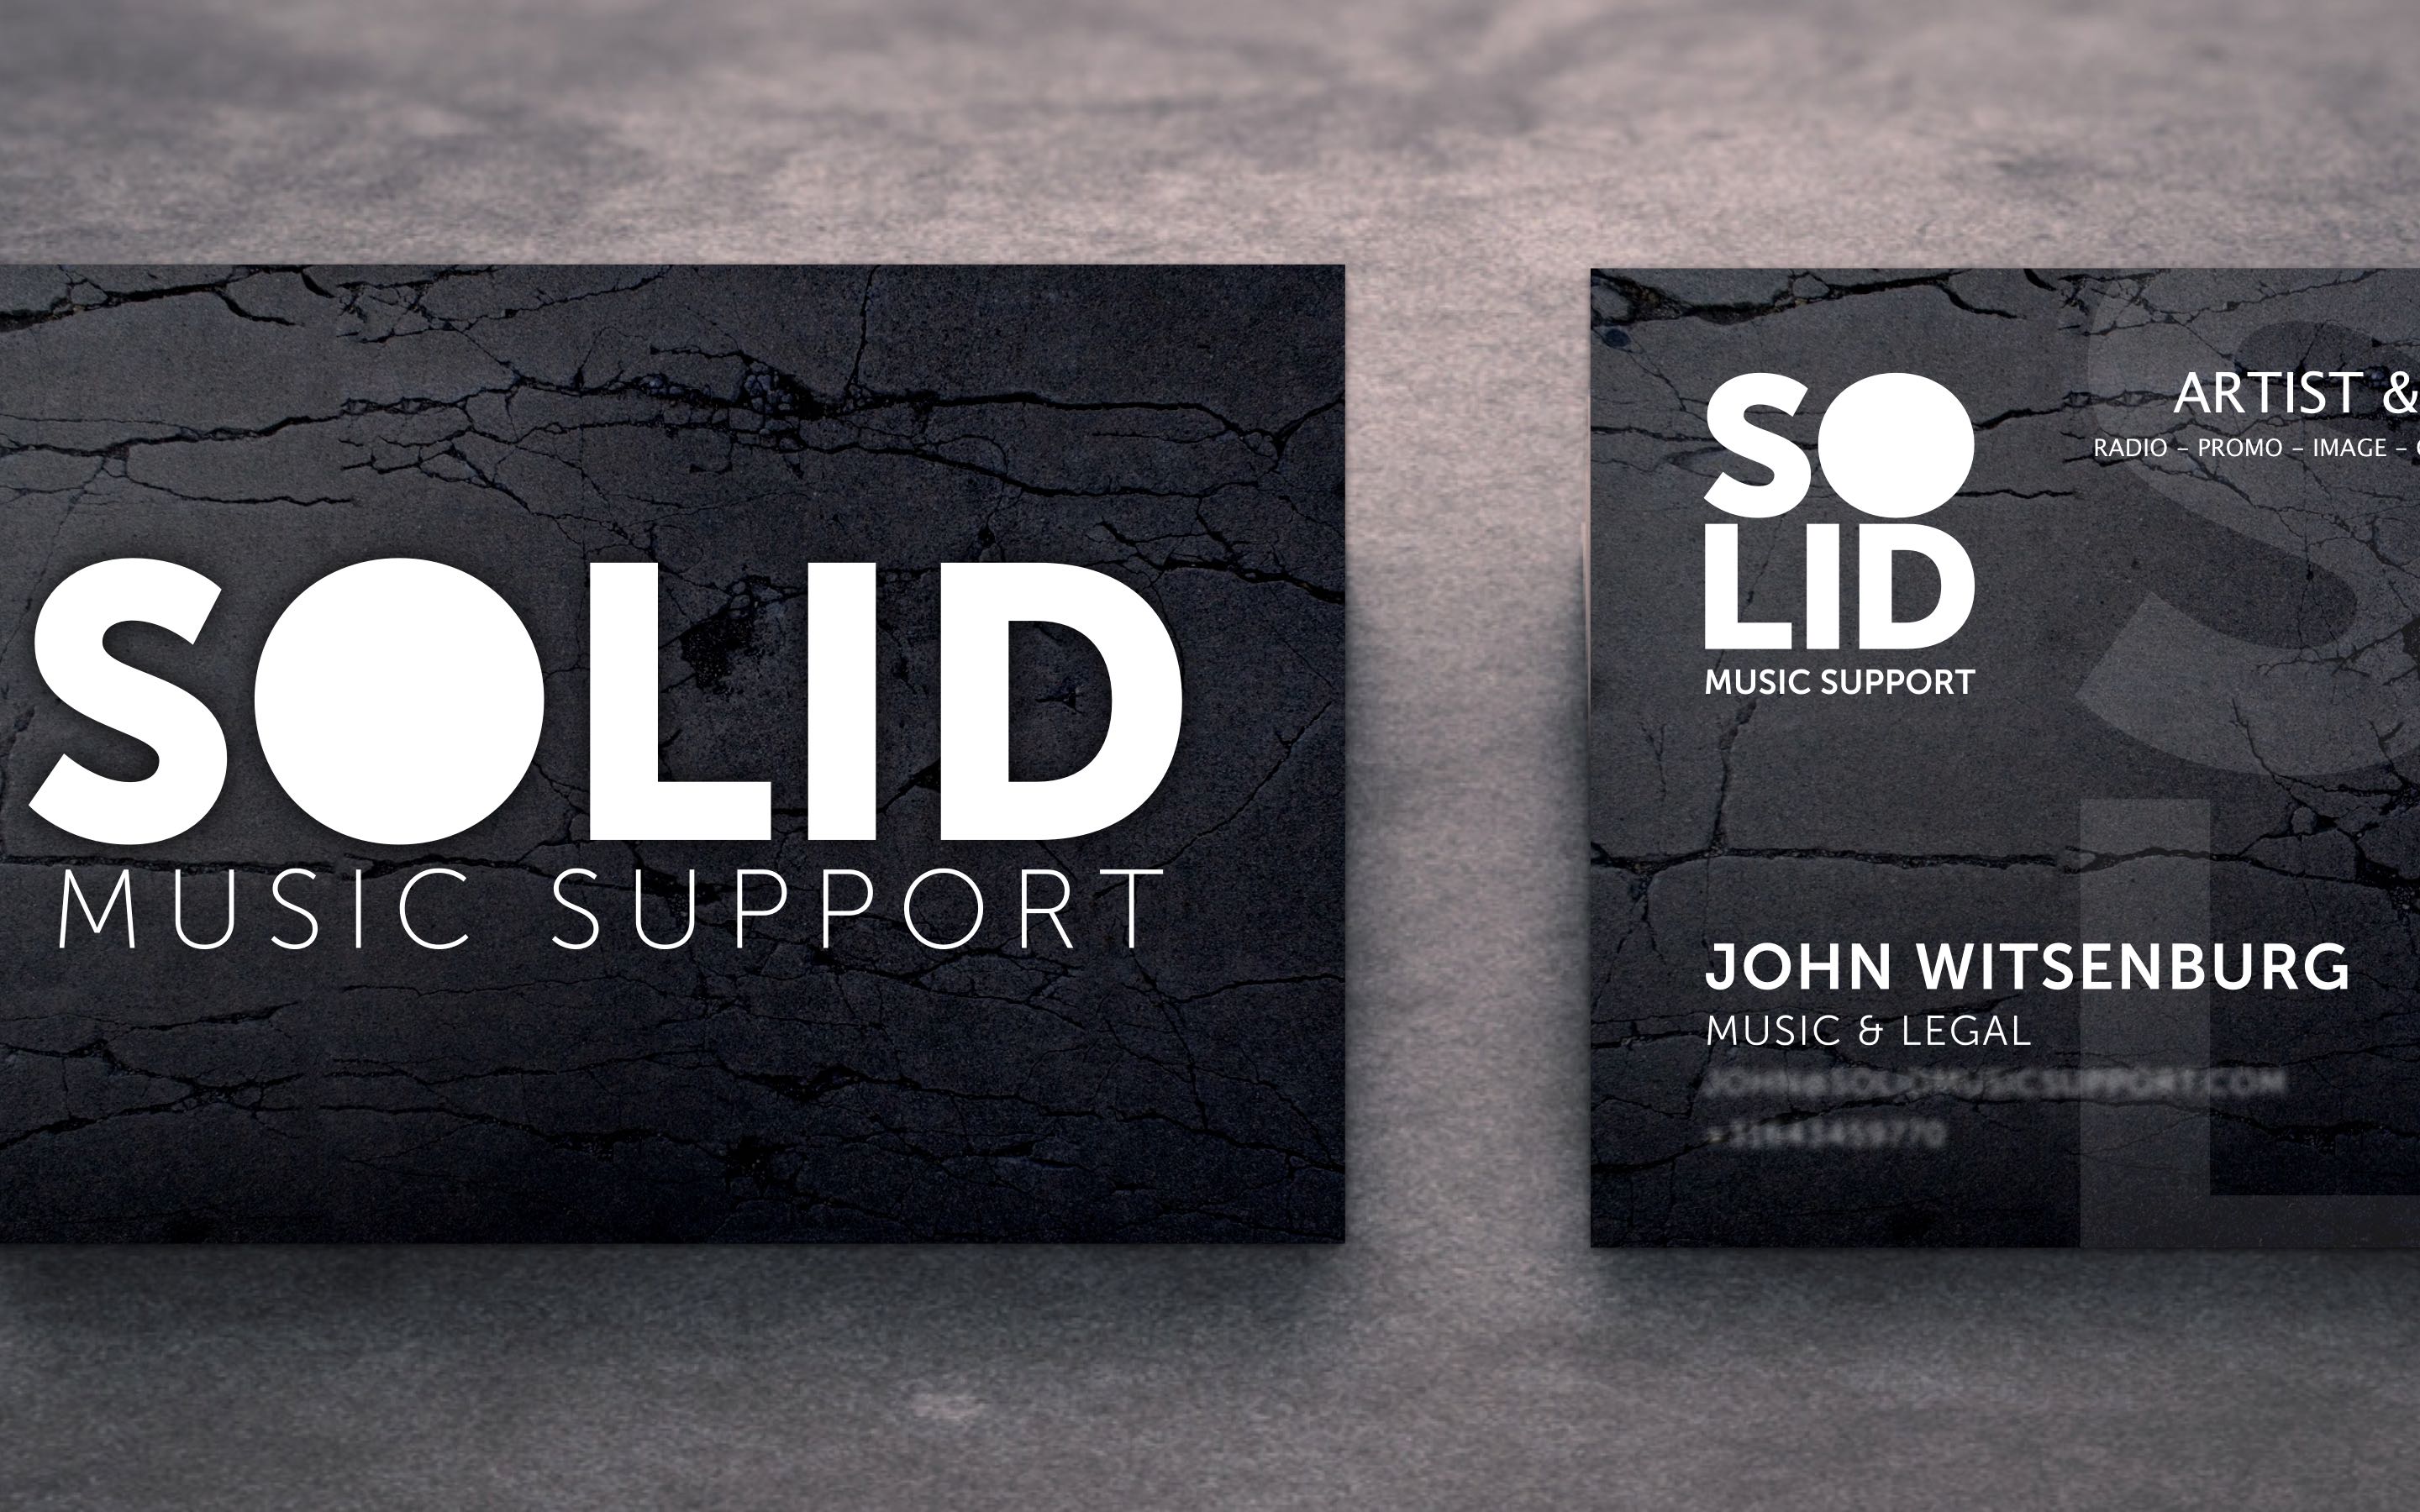 SOLID
MUSIC SUPPORT
SO
LID
MUSIC SUPPORT
ARTIST &
RADIO – PROMO – IMAGE –
JOHN WITSENBURG
MUSIC & LEGAL